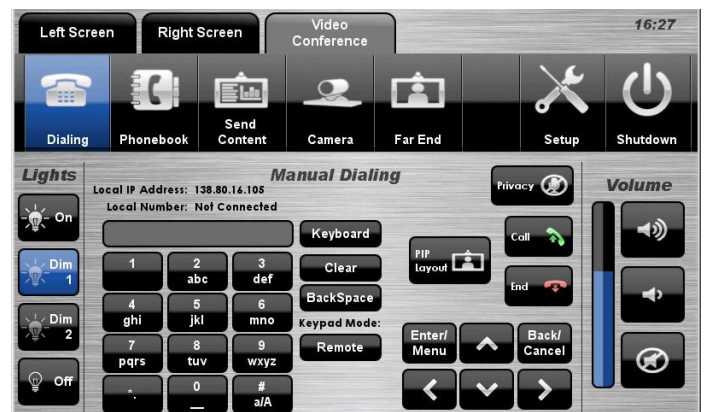 Left Screen
Right Screen
Video
Conference
16:27
Dialing
Phonebook
Send
Content
Camera
Far End
Setup
Shutdown
Lights
Manual Dialing
Volume
Local IP Address: 138.80.16.105
Local Number: Not Connected
Privacy
On
Keyboard
Call
PIP
Layout
Dim
1
1
2
abc
3
def
Clear
End
4
ghi
5
jkl
6
mno
BackSpace
Dim
2
Keypad Mode:
7
pqrs
8
tuv
9
wxyz
Remote
Enter/
Menu
Back/
Cancel
Off
*.
0
_
#
a/A